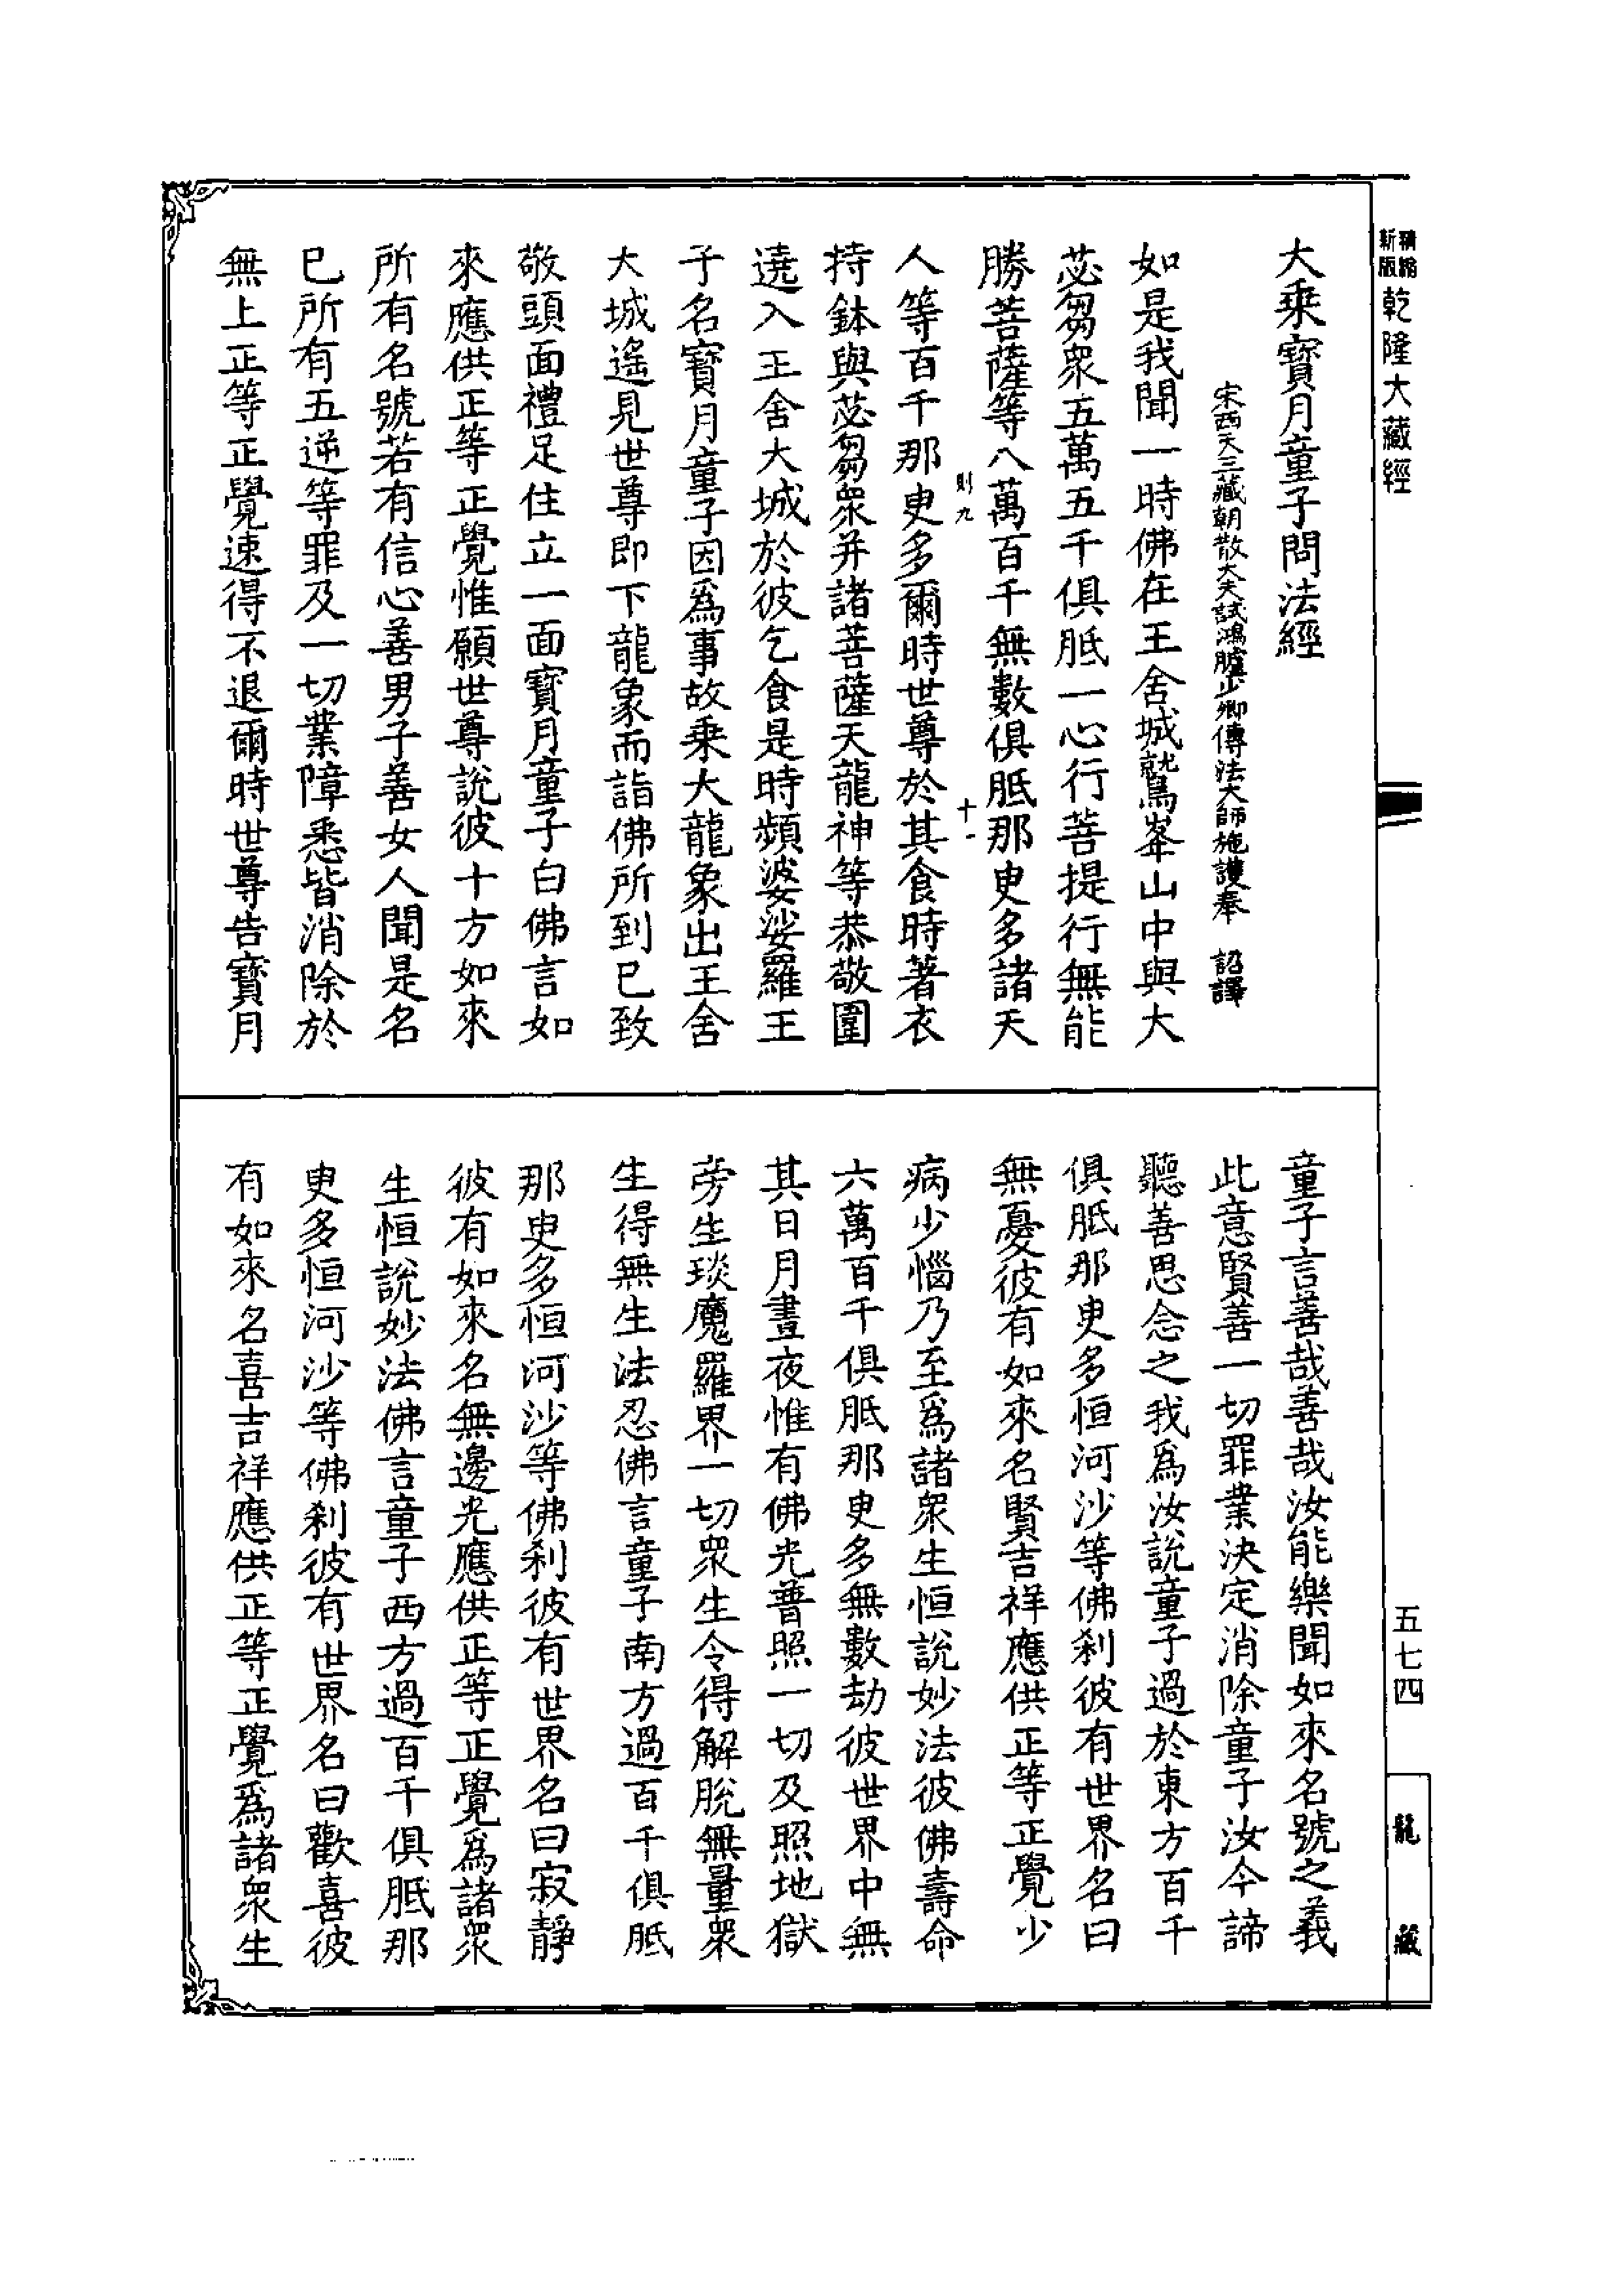 精縮新版
乾隆大藏經
大乘寶月童子問法經
宋西天三藏朝散大夫試鴻臚少卿傳法大師施護奉 詔譯
如是我聞一時佛在王舍城鷲峯山中與大
苾芻衆五萬五千俱胝一心行菩提行無能
勝菩薩等八萬百千無數俱胝那臾多諸天
則九 十一
人等百千那臾多爾時世尊於其食時著衣
持鉢與苾芻衆并諸菩薩天龍神等恭敬圍
遶入王舍大城於彼乞食是時頻婆娑羅王
子名寶月童子因爲事故乘大龍象出王舍
大城遙見世尊即下龍象而詣佛所到已致
敬頭面禮足住立一面寶月童子白佛言如
來應供正等正覺惟願世尊說彼十方如來
所有名號若有信心善男子善女人聞是名
已所有五逆等罪及一切業障悉皆消除於
無上正等正覺速得不退爾時世尊告寶月
童子言善哉善哉汝能樂聞如來名號之義
此意賢善一切罪業決定消除童子汝今諦
聽善思念之我爲汝說童子過於東方百千
俱胝那臾多恒河沙等佛刹彼有世界名曰
無憂彼有如來名賢吉祥應供正等正覺少
病少惱乃至爲諸衆生恒說妙法彼佛壽命
六萬百千俱胝那臾多無數劫彼世界中無
其日月晝夜惟有佛光普照一切及照地獄
旁生琰魔羅界一切衆生令得解脫無量衆
生得無生法忍佛言童子南方過百千俱胝
那臾多恒河沙等佛刹彼有世界名曰寂靜
彼有如來名無邊光應供正等正覺爲諸衆
生恒說妙法佛言童子西方過百千俱胝那
臾多恒河沙等佛刹彼有世界名曰歡喜彼
有如來名喜吉祥應供正等正覺爲諸衆生
五七四
龍藏